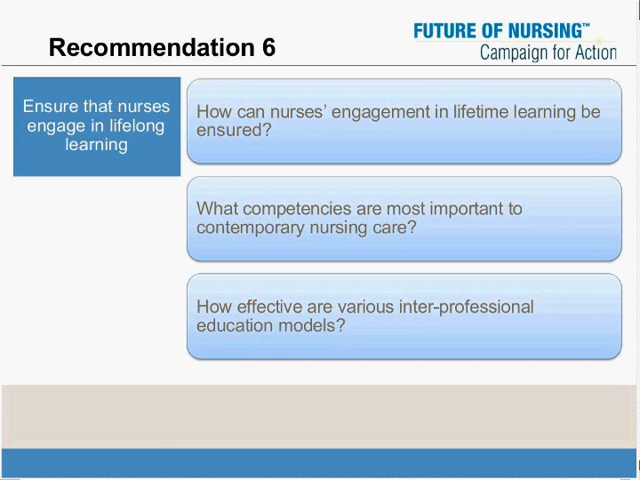 Recommendation 6
FUTURE OF NURSING™
Campaign for Action
Ensure that nurses
engage in lifelong
learning
How can nurses’ engagement in lifetime learning be
ensured?
What competencies are most important to
contemporary nursing care?
How effective are various inter-professional
education models?